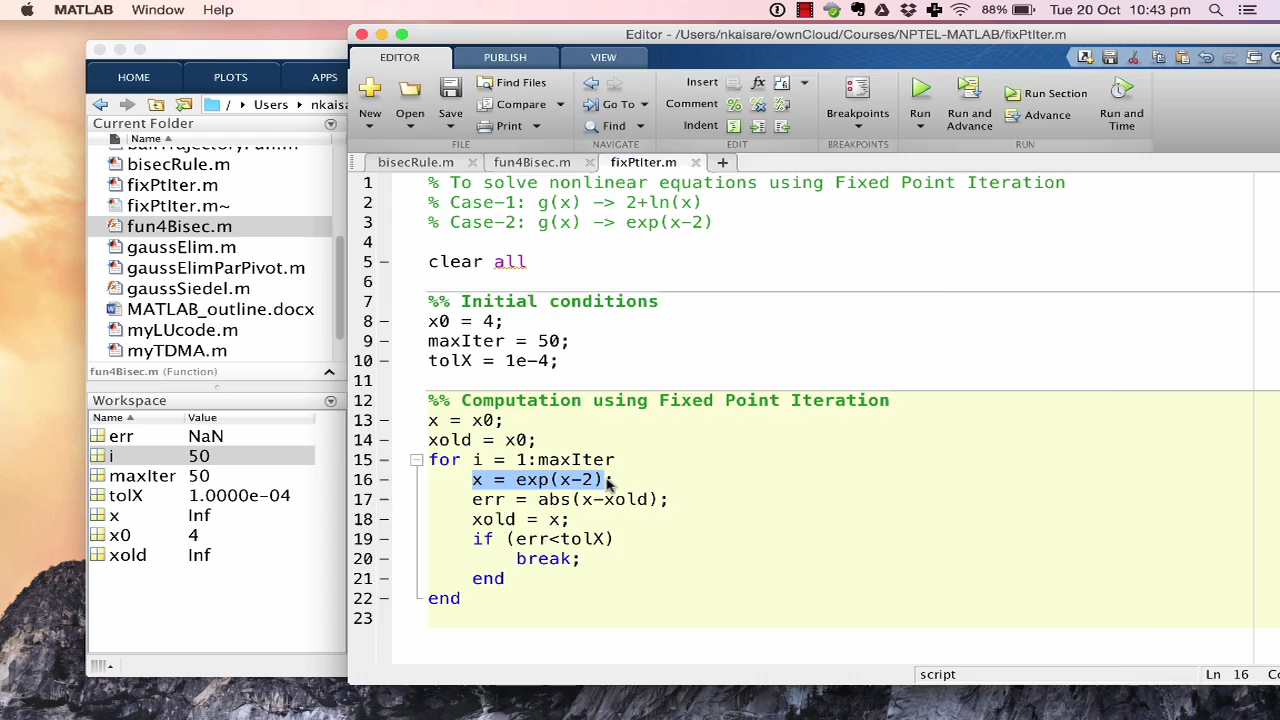 MATLAB Window Help 88% Tue 20 Oct 10:43 pm
Editor - /Users/nkaisare/ownCloud/Courses/NPTEL-MATLAB/fixPtIter.m
HOME PLOTS APPS
EDITOR PUBLISH VIEW
/ ▸ Users ▸ nkaisa
New Open Save Find Files Compare Print
Go To Find
Insert Comment Indent
Breakpoints
Run Run and Advance Run Section Advance Run and Time
FILE NAVIGATE EDIT BREAKPOINTS RUN
Current Folder
Name
bisecRule.m
fixPtIter.m
fixPtIter.m~
fun4Bisec.m
gaussElim.m
gaussElimParPivot.m
gaussSiedel.m
MATLAB_outline.docx
myLUcode.m
myTDMA.m
fun4Bisec.m (Function)
Workspace
Name Value
err NaN
i 50
maxIter 50
tolX 1.0000e-04
x Inf
x0 4
xold Inf
bisecRule.m fun4Bisec.m fixPtIter.m
1 % To solve nonlinear equations using Fixed Point Iteration
2 % Case-1: g(x) -> 2+ln(x)
3 % Case-2: g(x) -> exp(x-2)
4
5 clear all
6
7 %% Initial conditions
8 x0 = 4;
9 maxIter = 50;
10 tolX = 1e-4;
11
12 %% Computation using Fixed Point Iteration
13 x = x0;
14 xold = x0;
15 for i = 1:maxIter
16 x = exp(x-2);
17 err = abs(x-xold);
18 xold = x;
19 if (err<tolX)
20 break;
21 end
22 end
23
script Ln 16